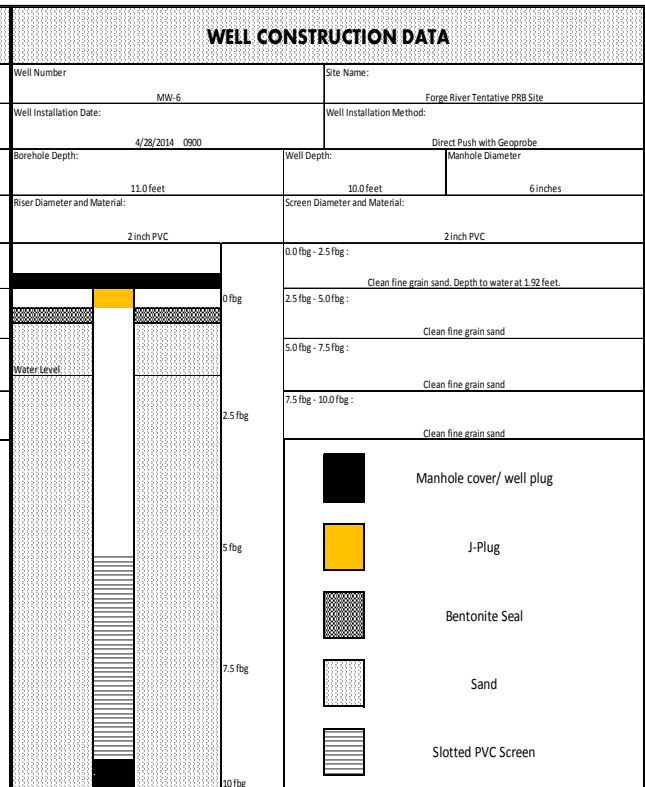 WELL CONSTRUCTION DATA
Well Number
MW-6
Site Name:
Forge River Tentative PRB Site
Well Installation Date:
4/28/2014 0900
Well Installation Method:
Direct Push with Geoprobe
Borehole Depth:
11.0 feet
Well Depth:
10.0 feet
Manhole Diameter
6 inches
Riser Diameter and Material:
2 inch PVC
Screen Diameter and Material:
2 inch PVC
0.0 fbg - 2.5 fbg :
Clean fine grain sand. Depth to water at 1.92 feet.
2.5 fbg - 5.0 fbg :
Clean fine grain sand
5.0 fbg - 7.5 fbg :
Clean fine grain sand
7.5 fbg - 10.0 fbg :
Clean fine grain sand
0 fbg
Water Level
2.5 fbg
5 fbg
7.5 fbg
10 fbg
Manhole cover/ well plug
J-Plug
Bentonite Seal
Sand
Slotted PVC Screen